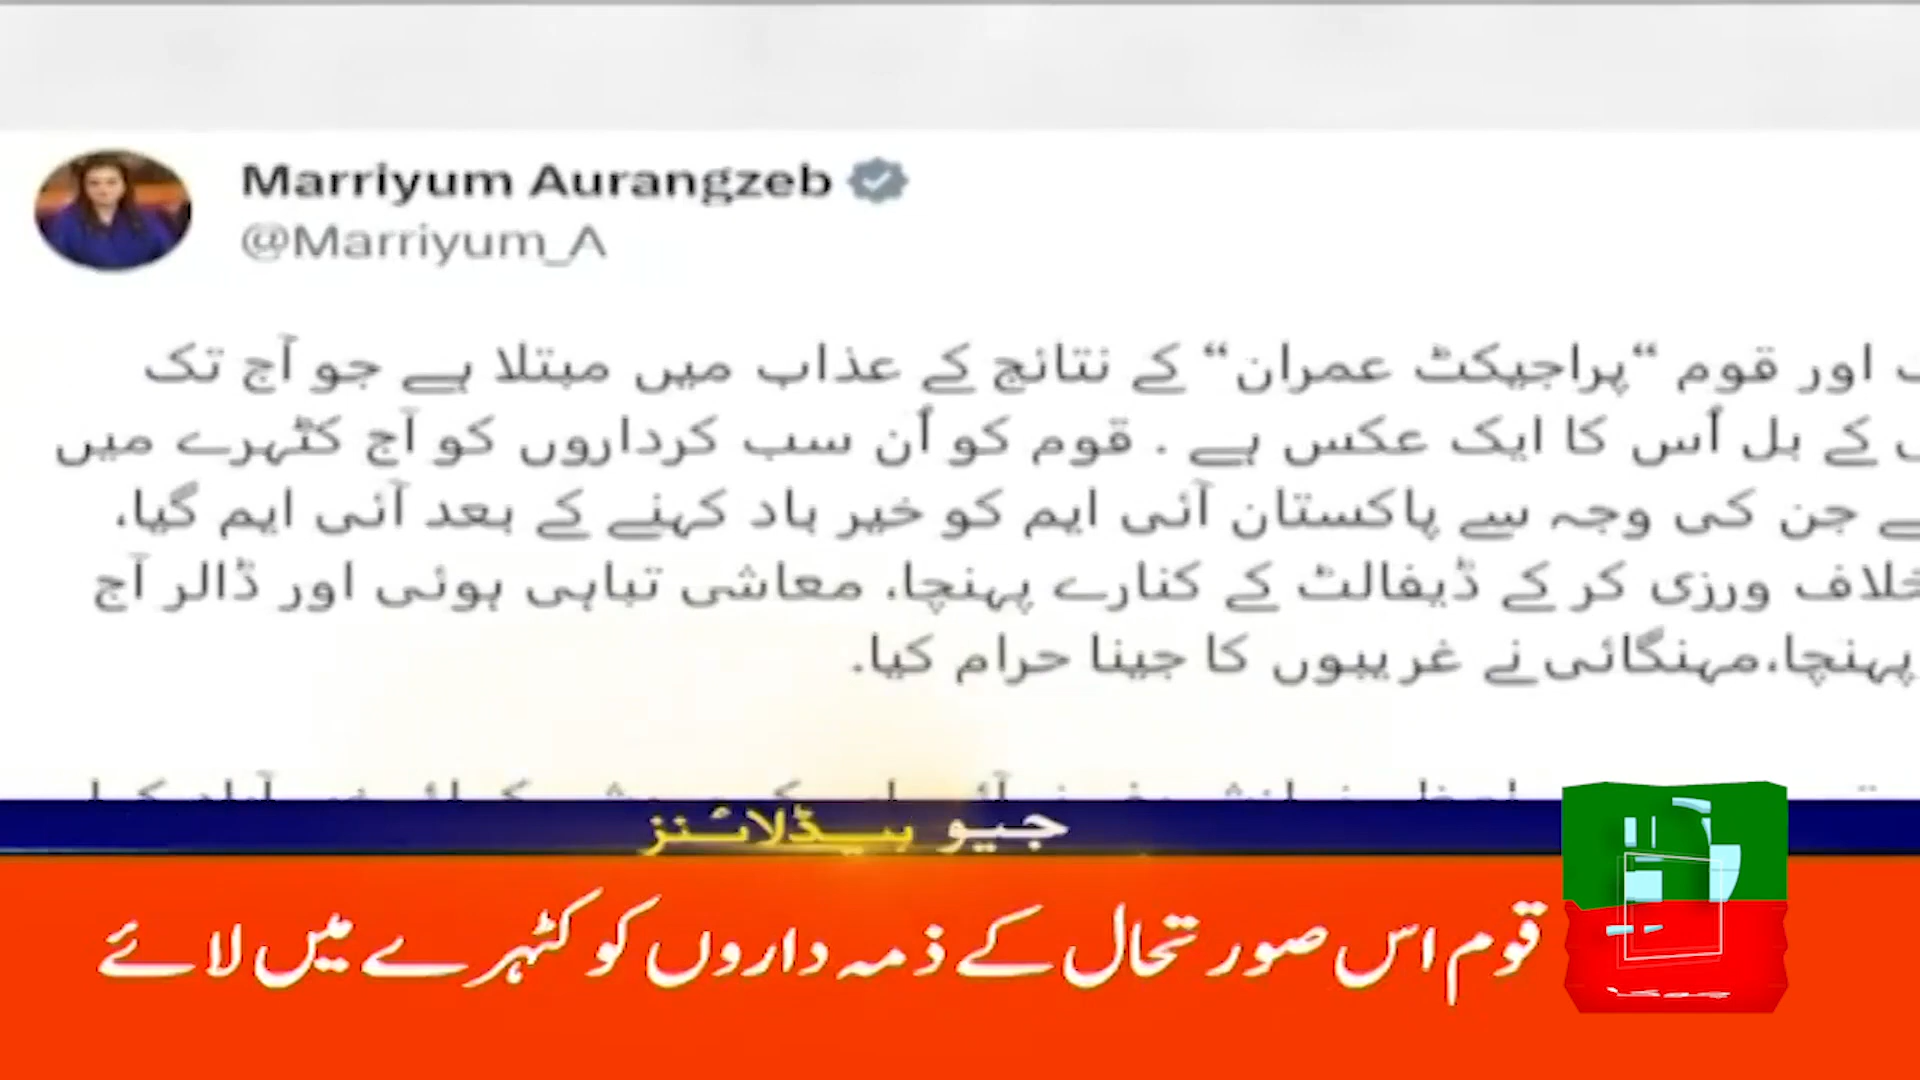 Marriyum Aurangzeb
@Marriyum_A
اور قوم “پراجیکٹ عمران“ کے نتائج کے عذاب میں مبتلا ہے جو آج تک
کے بل اُس کا ایک عکس ہے . قوم کو اُن سب کرداروں کو آج کٹہرے میں
جن کی وجہ سے پاکستان آئی ایم کو خیر باد کہنے کے بعد آئی ایم گیا،
خلاف ورزی کر کے ڈیفالٹ کے کنارے پہنچا، معاشی تباہی ہوئی اور ڈالر آج
پہنچا،مہنگائی نے غریبوں کا جینا حرام کیا.
جیو ہیڈلائنز
قوم اس صورتحال کے ذمہ داروں کو کٹہرے میں لائے